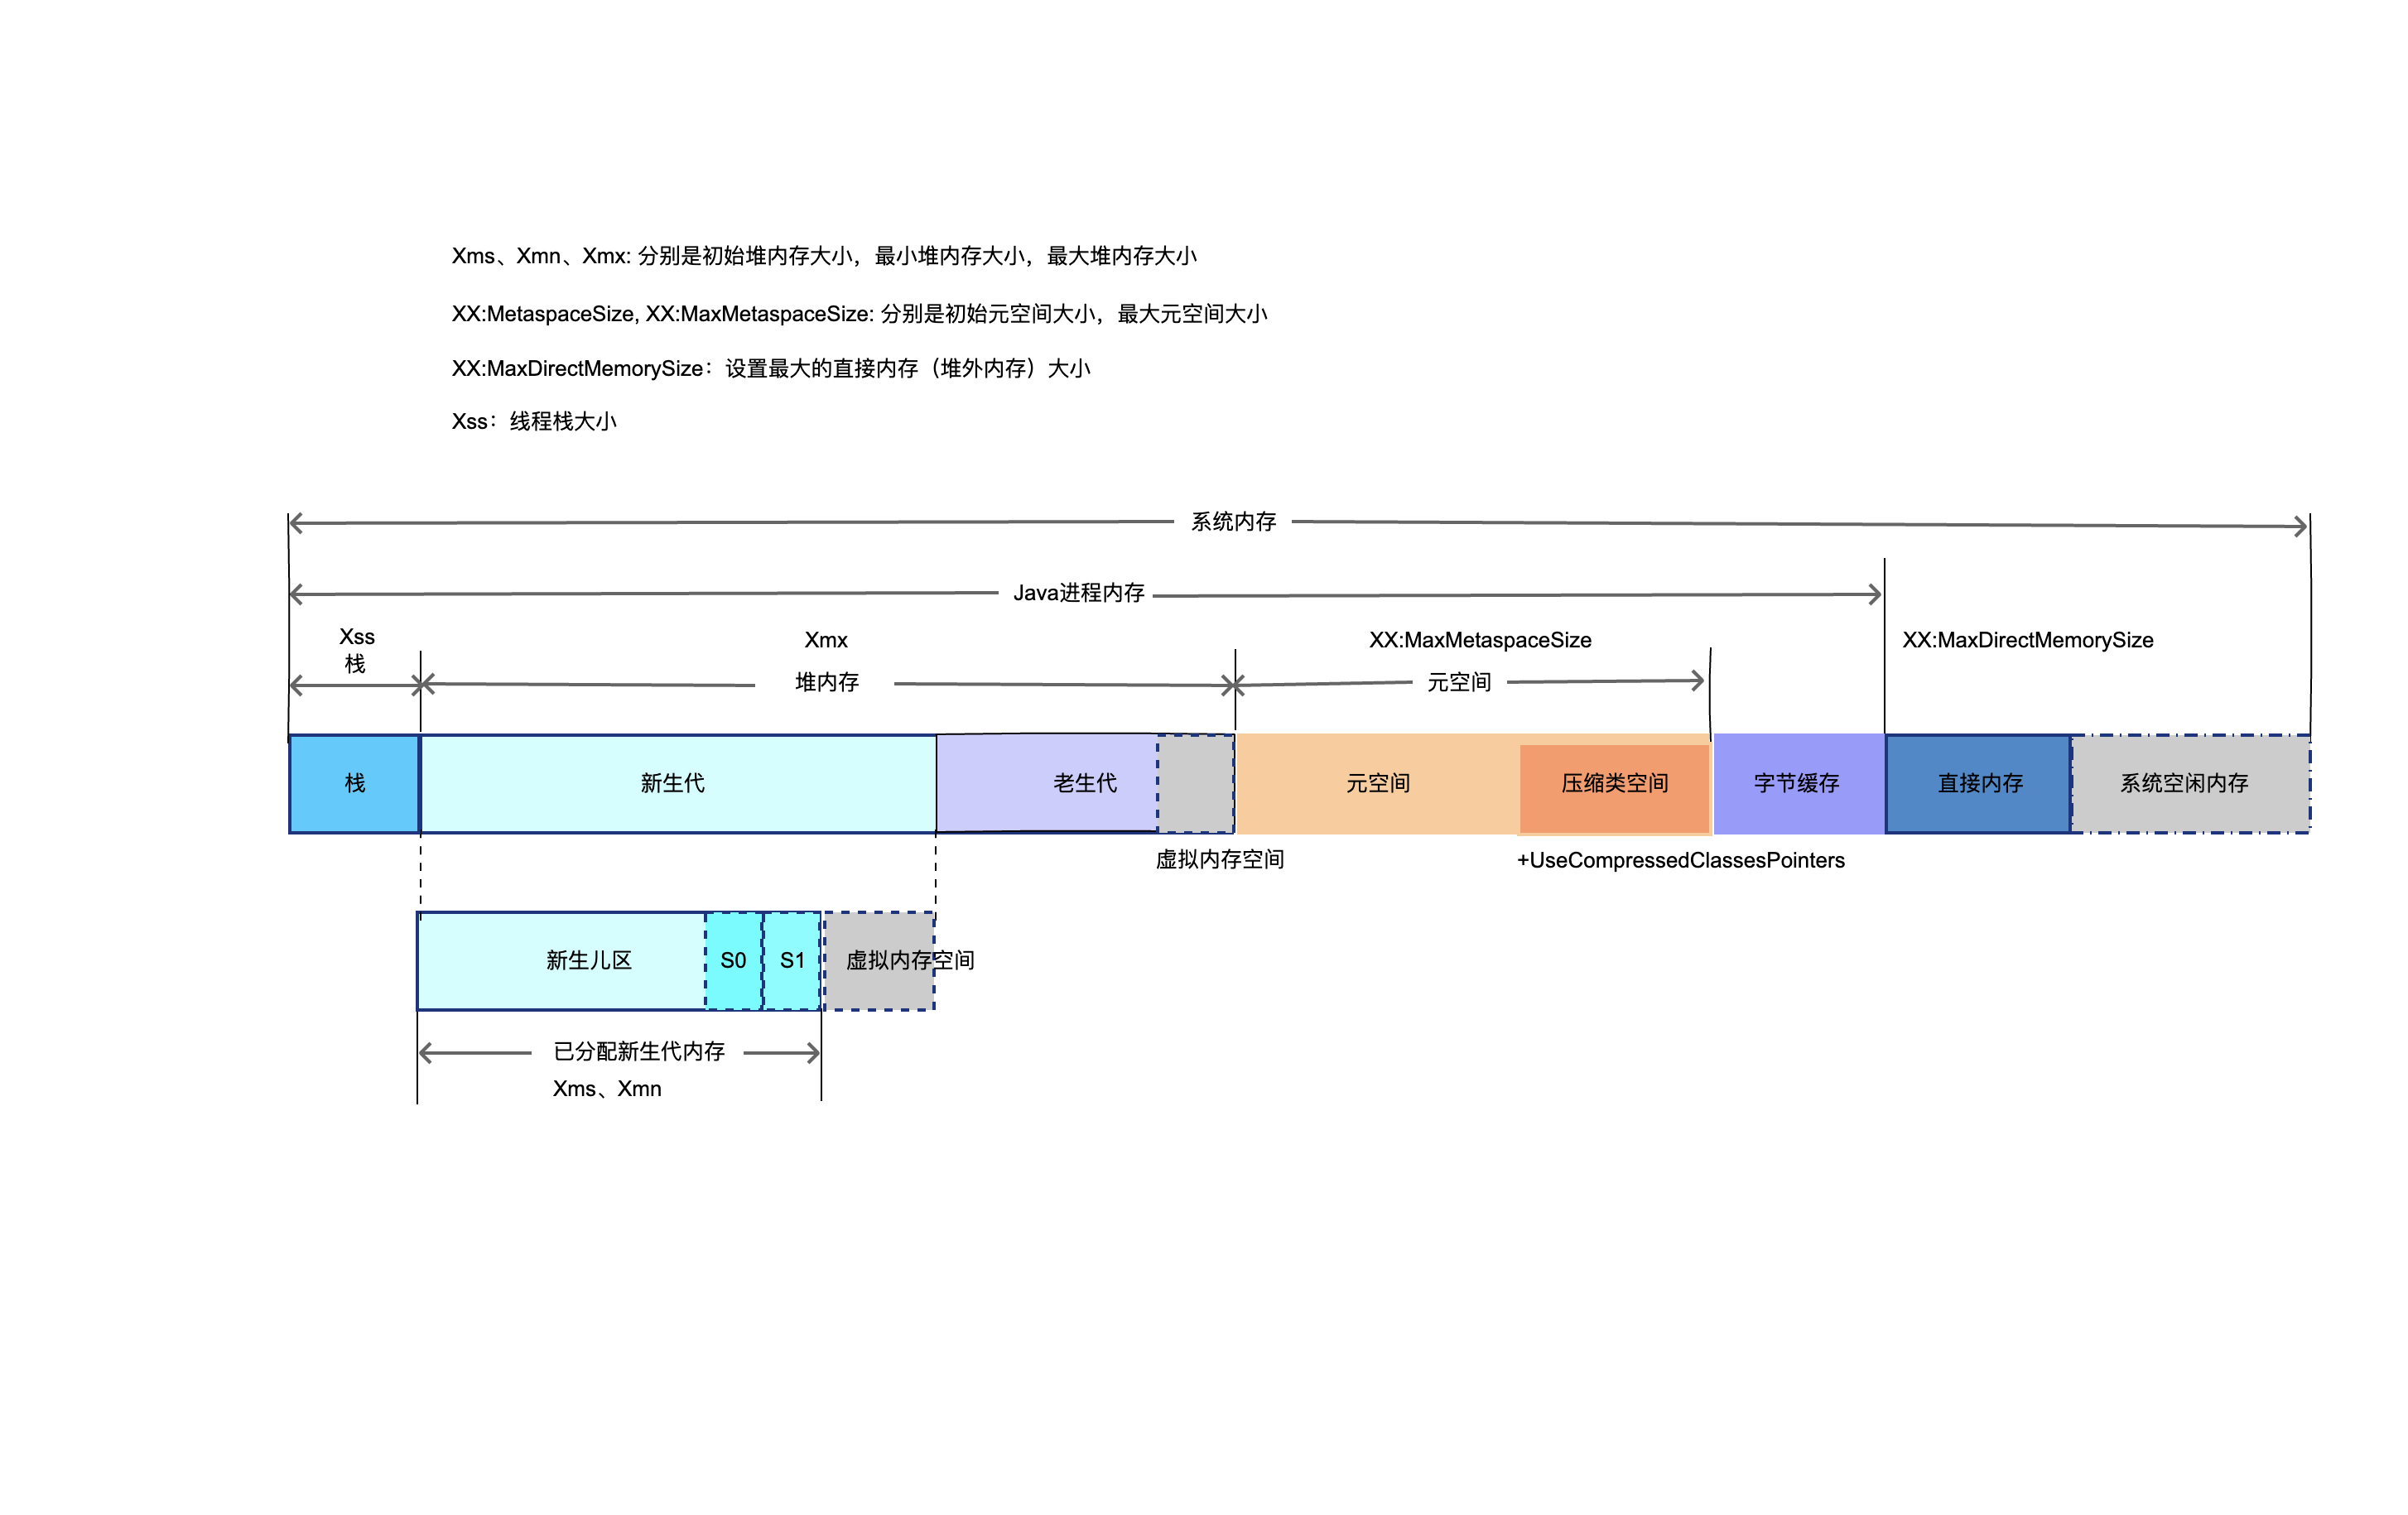 Xms、Xmn、Xmx: 分别是初始堆内存大小，最小堆内存大小，最大堆内存大小
XX:MetaspaceSize, XX:MaxMetaspaceSize: 分别是初始元空间大小，最大元空间大小
XX:MaxDirectMemorySize：设置最大的直接内存（堆外内存）大小
Xss：线程栈大小
系统内存
Java进程内存
Xss
栈
Xmx
堆内存
XX:MaxMetaspaceSize
元空间
XX:MaxDirectMemorySize
栈
新生代
老生代
元空间
压缩类空间
字节缓存
直接内存
系统空闲内存
虚拟内存空间
+UseCompressedClassesPointers
新生儿区
S0
S1
虚拟内存空间
已分配新生代内存
Xms、Xmn